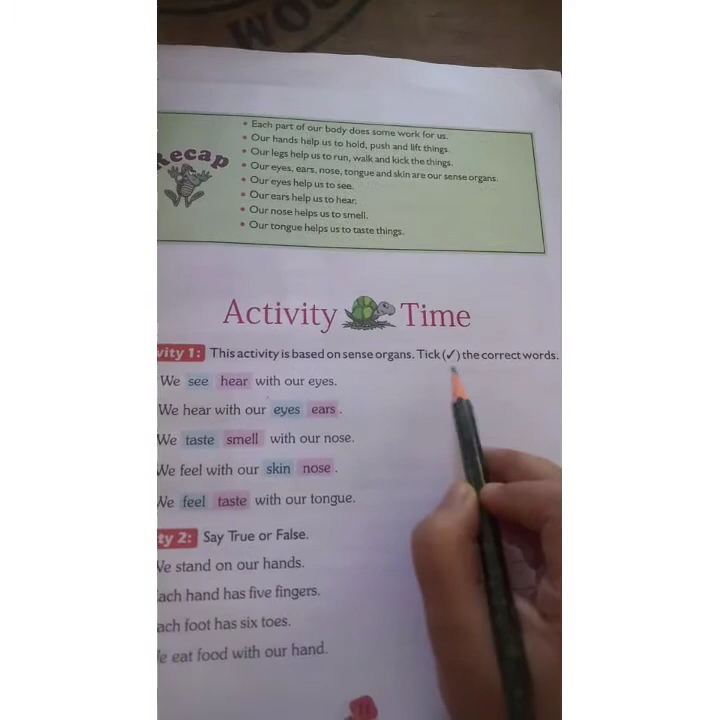 Recap
• Each part of our body does some work for us.
• Our hands help us to hold, push and lift things.
• Our legs help us to run, walk and kick the things.
• Our eyes, ears, nose, tongue and skin are our sense organs.
• Our eyes help us to see.
• Our ears help us to hear.
• Our nose helps us to smell.
• Our tongue helps us to taste things.
Activity Time
vity 1: This activity is based on sense organs. Tick (✓) the correct words.
We see hear with our eyes.
We hear with our eyes ears.
We taste smell with our nose.
We feel with our skin nose.
We feel taste with our tongue.
ty 2: Say True or False.
We stand on our hands.
ach hand has five fingers.
ach foot has six toes.
e eat food with our hand.